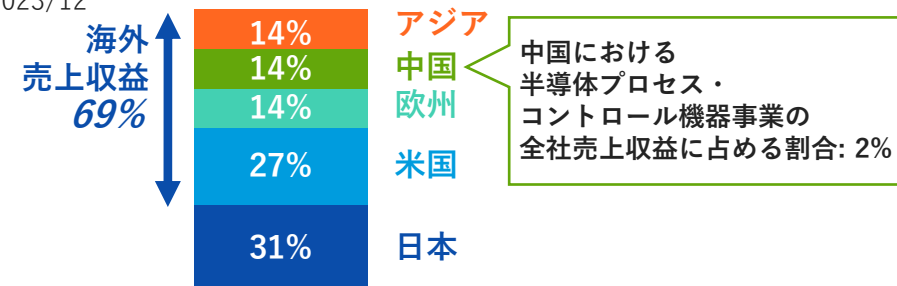 023/12
海外
売上収益
69%
14%
アジア
14%
中国
14%
欧州
27%
米国
31%
日本
中国における
半導体プロセス・
コントロール機器事業の
全社売上収益に占める割合: 2%